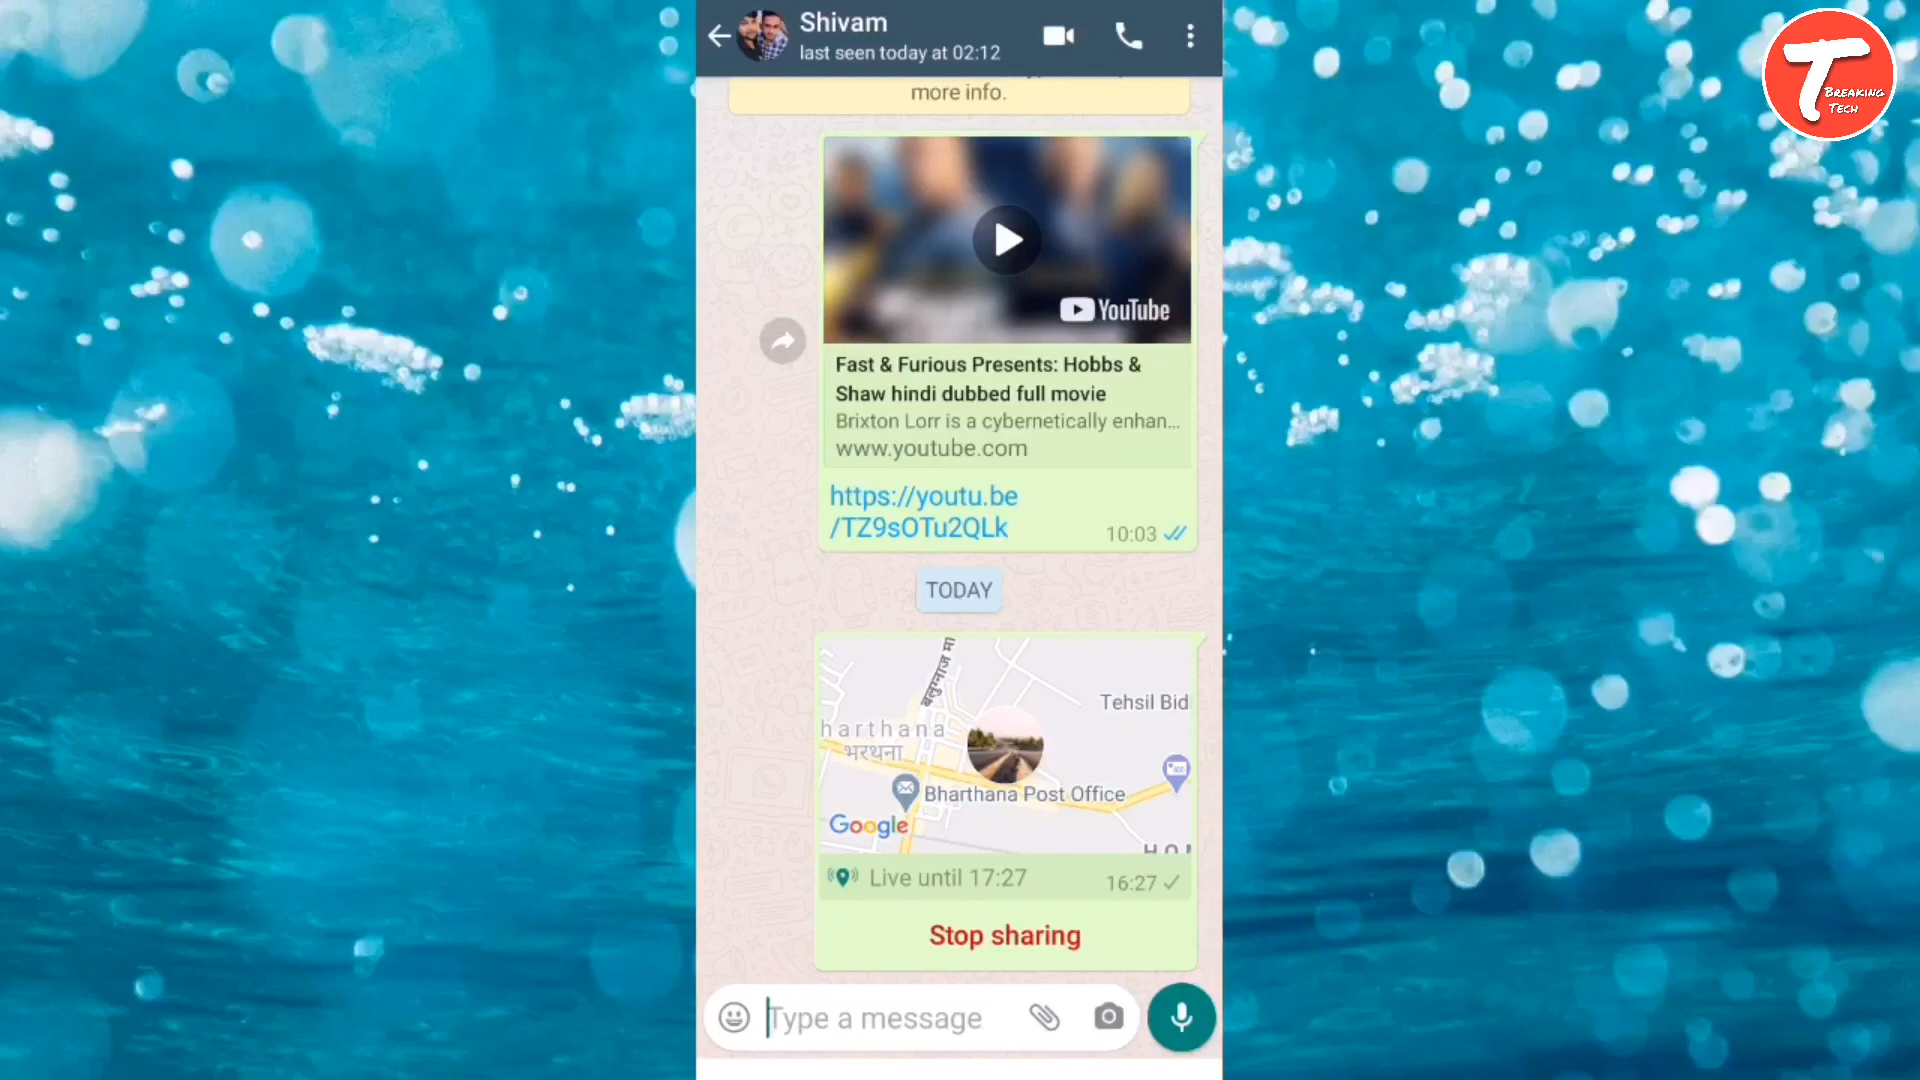 Shivam
last seen today at 02:12
T
BREAKING
TECH
more info.
YouTube
Fast & Furious Presents: Hobbs &
Shaw hindi dubbed full movie
Brixton Lorr is a cybernetically enhan...
www.youtube.com
https://youtu.be
/TZ9sOTu2QLk
10:03
TODAY
Tehsil Bid
harthana
भरथना
Bharthana Post Office
Google
Live until 17:27
16:27
Stop sharing
Type a message